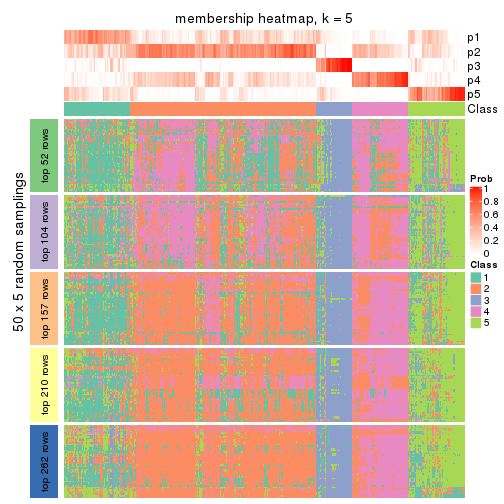 membership heatmap, k = 5
p1
p2
p3
p4
p5
Class
50 x 5 random samplings
top 52 rows
top 104 rows
top 157 rows
top 210 rows
top 262 rows
Prob
1
0.8
0.6
0.4
0.2
0
Class
1
2
3
4
5